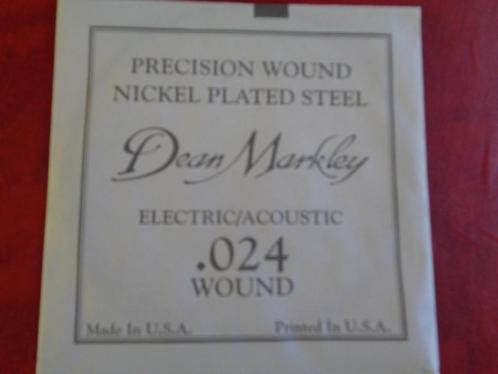 PRECISION WOUND
NICKEL PLATED STEEL
Dean Markley
ELECTRIC/ACOUSTIC
.024
WOUND
Made In U.S.A. Printed In U.S.A.